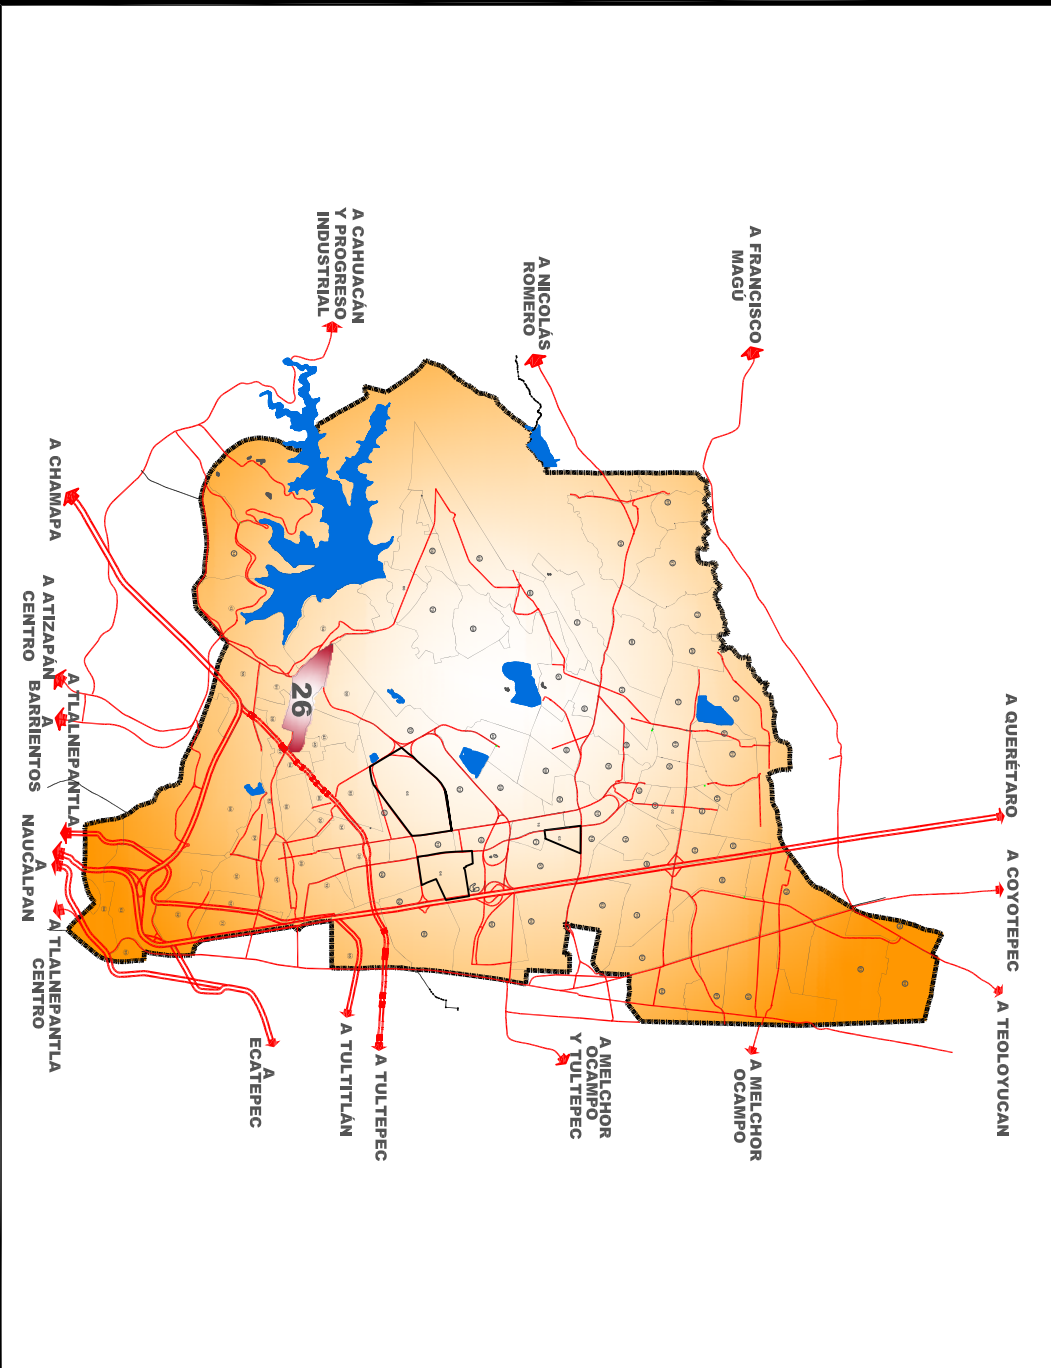 A CAHUACÁN
Y PROGRESO
INDUSTRIAL
A NICOLÁS
ROMERO
A FRANCISCO
MAGÚ
A CHAMAPA
A ATIZAPÁN
CENTRO
A TLALNEPANTLA
A
BARRIENTOS
A
NAUCALPAN
A TLALNEPANTLA
CENTRO
26
A QUERÉTARO
A COYOTEPEC
A TEOLOYUCAN
A
ECATEPEC
A TULTITLÁN
A TULTEPEC
A MELCHOR
OCAMPO
Y TULTEPEC
A MELCHOR
OCAMPO